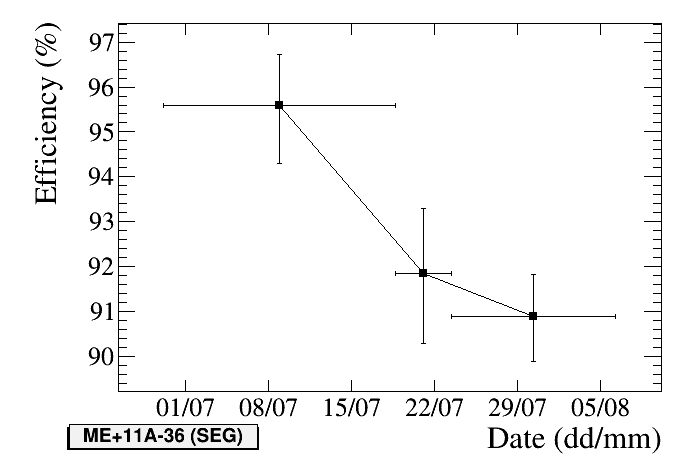 Efficiency (%)
97
96
95
94
93
92
91
90
01/07 08/07 15/07 22/07 29/07 05/08
ME+11A-36 (SEG)
Date (dd/mm)